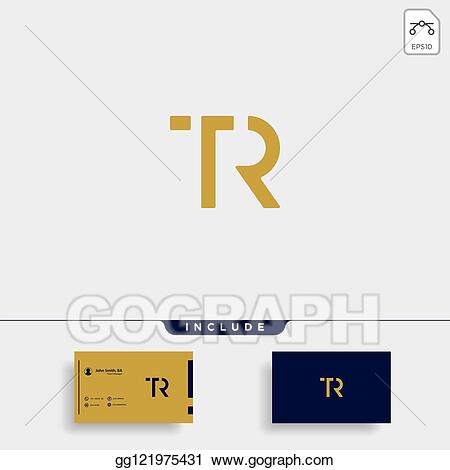 EPS10
TR
GOGRAPH
INCLUDE
John Smith, BA
TR
TR
gg121975431 www.gograph.com